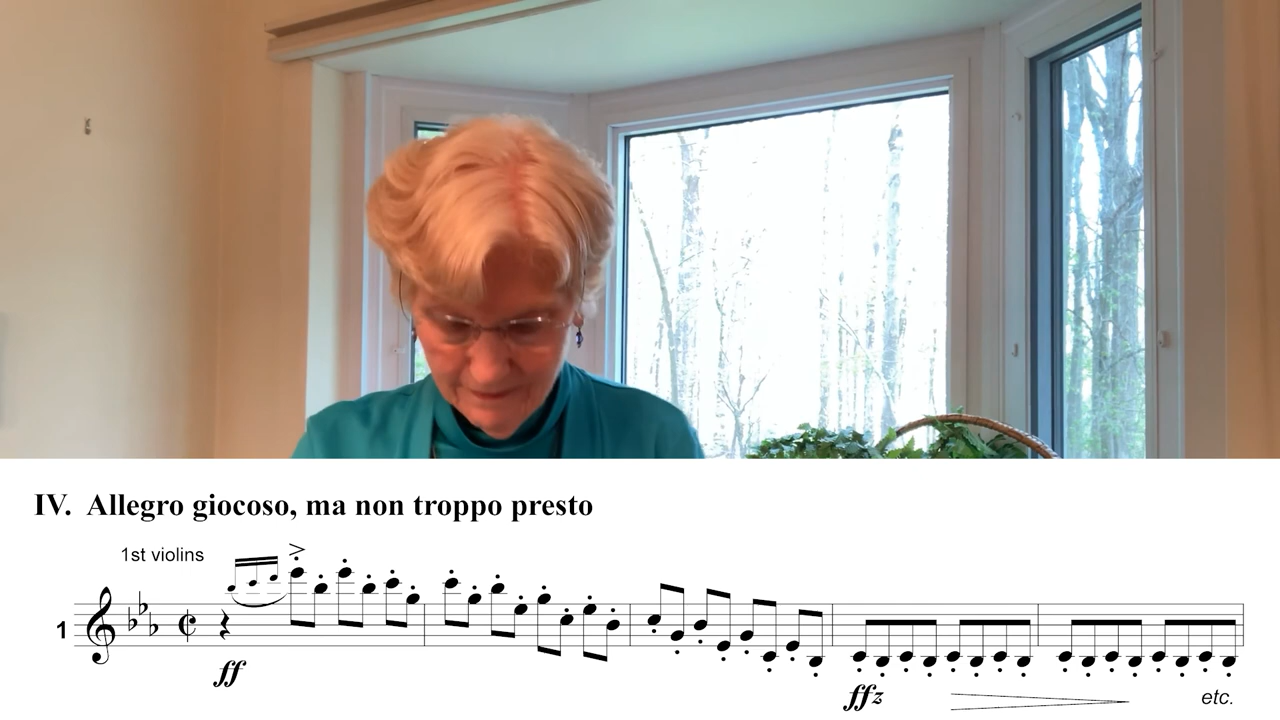 IV. Allegro giocoso, ma non troppo presto
1st violins
1
ff
ffz
etc.